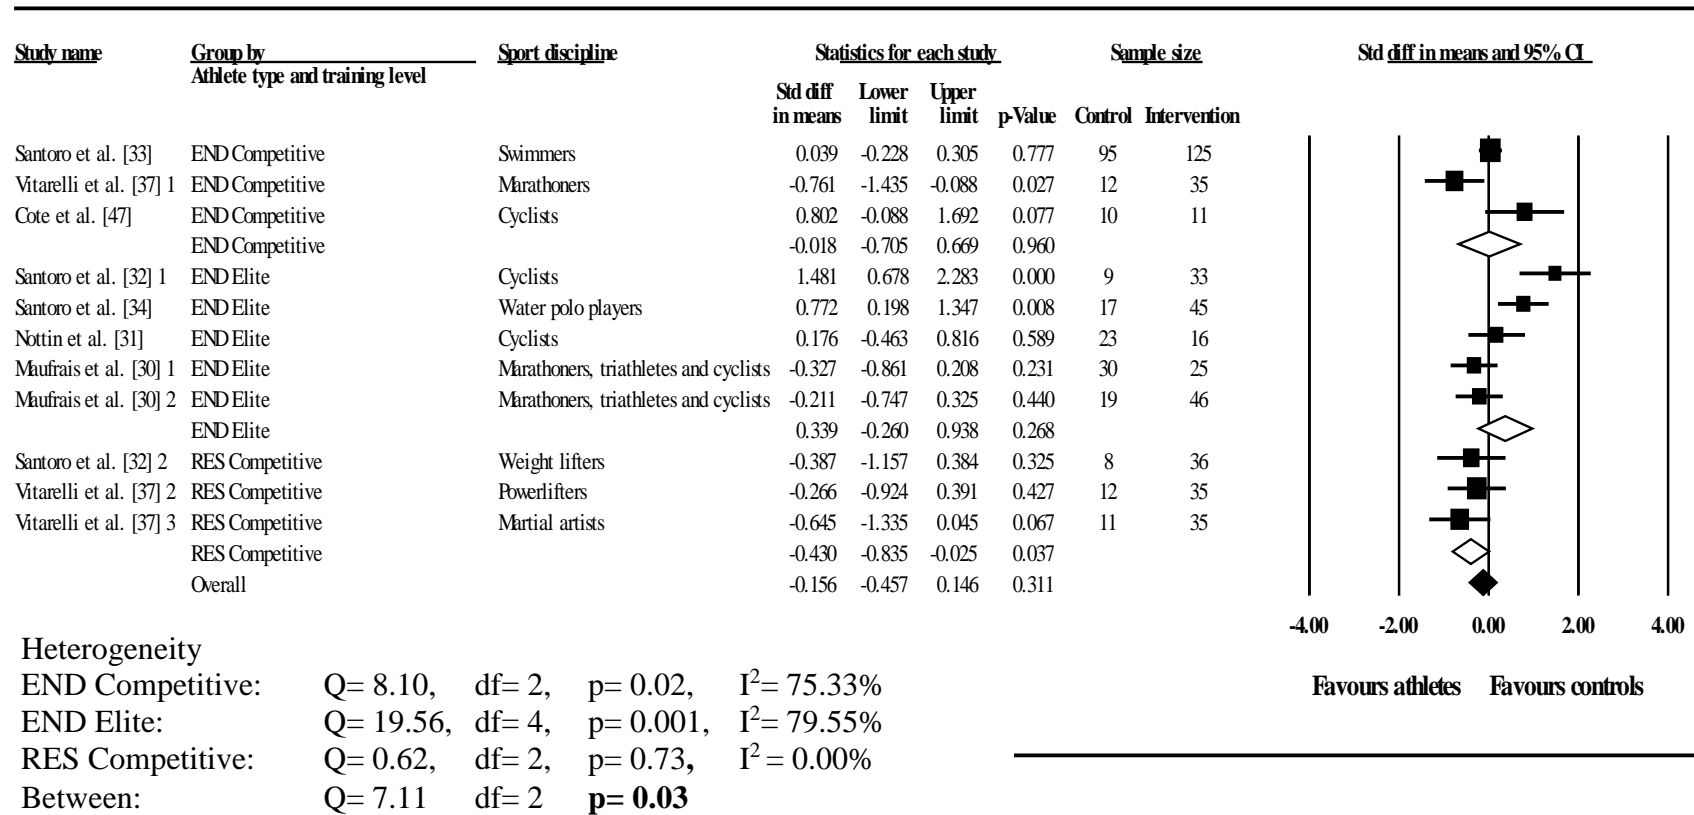 Study name Group by Sport discipline Statistics for each study Sample size Std diff in means and 95% CI
Athlete type and training level
Std diff Lower Upper
in means limit limit p-Value Control Intervention
Santoro et al. [33] END Competitive Swimmers 0.039 -0.228 0.305 0.777 95 125
Vitarelli et al. [37] 1 END Competitive Marathoners -0.761 -1.435 -0.088 0.027 12 35
Cote et al. [47] END Competitive Cyclists 0.802 -0.088 1.692 0.077 10 11
END Competitive -0.018 -0.705 0.669 0.960
Santoro et al. [32] 1 END Elite Cyclists 1.481 0.678 2.283 0.000 9 33
Santoro et al. [34] END Elite Water polo players 0.772 0.198 1.347 0.008 17 45
Nottin et al. [31] END Elite Cyclists 0.176 -0.463 0.816 0.589 23 16
Maufrais et al. [30] 1 END Elite Marathoners, triathletes and cyclists -0.327 -0.861 0.208 0.231 30 25
Maufrais et al. [30] 2 END Elite Marathoners, triathletes and cyclists -0.211 -0.747 0.325 0.440 19 46
END Elite 0.339 -0.260 0.938 0.268
Santoro et al. [32] 2 RES Competitive Weight lifters -0.387 -1.157 0.384 0.325 8 36
Vitarelli et al. [37] 2 RES Competitive Powerlifters -0.266 -0.924 0.391 0.427 12 35
Vitarelli et al. [37] 3 RES Competitive Martial artists -0.645 -1.335 0.045 0.067 11 35
RES Competitive -0.430 -0.835 -0.025 0.037
Overall -0.156 -0.457 0.146 0.311
-4.00 -2.00 0.00 2.00 4.00
Favours athletes Favours controls
Heterogeneity
END Competitive: Q= 8.10, df= 2, p= 0.02, I²= 75.33%
END Elite: Q= 19.56, df= 4, p= 0.001, I²= 79.55%
RES Competitive: Q= 0.62, df= 2, p= 0.73, I² = 0.00%
Between: Q= 7.11 df= 2 p= 0.03